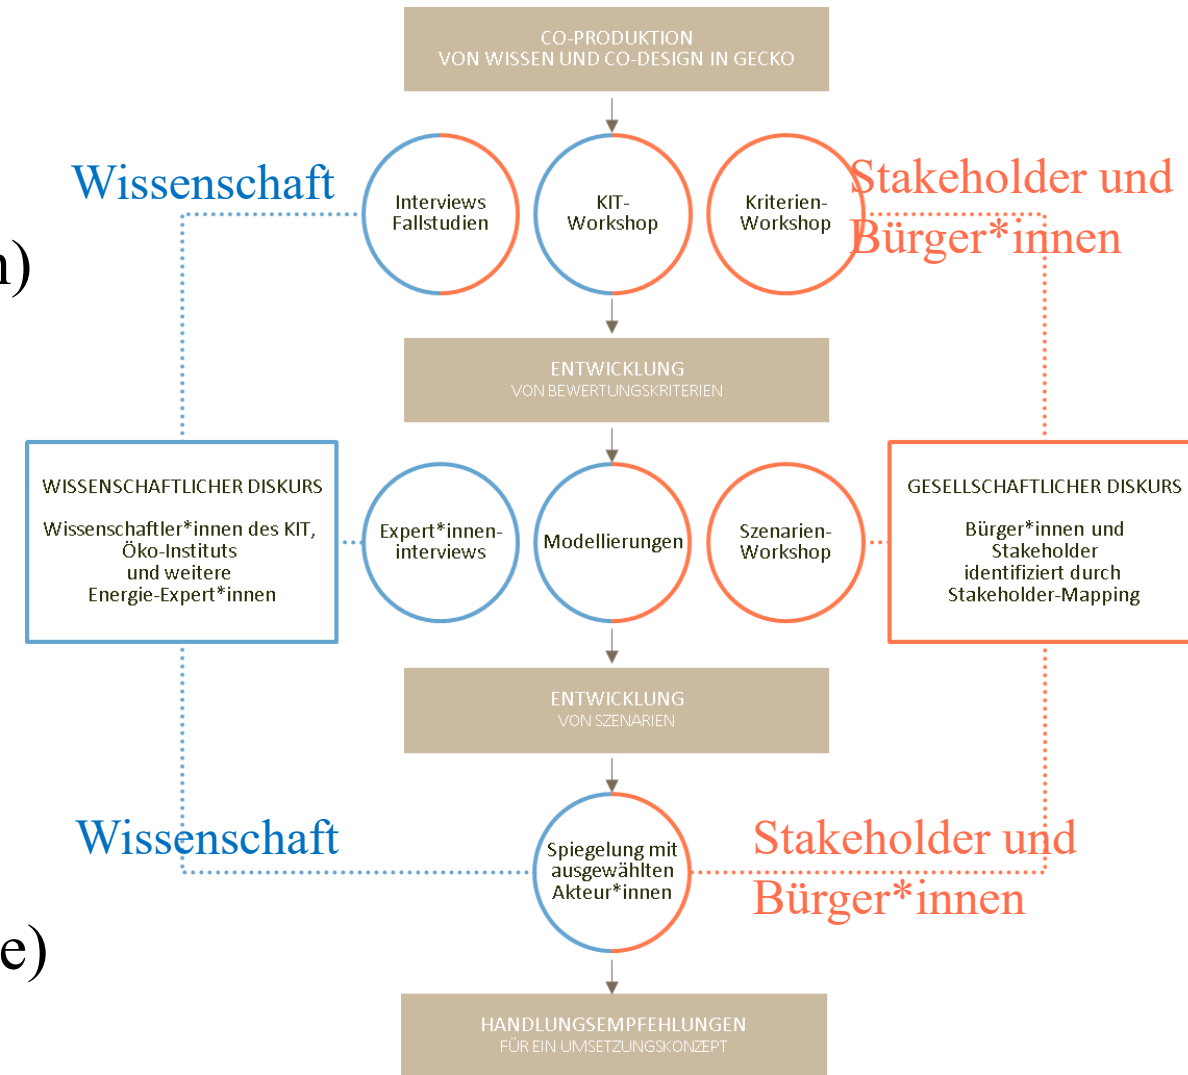 CO-PRODUKTION
VON WISSEN UND CO-DESIGN IN GECKO
Wissenschaft
Interviews
Fallstudien
KIT-
Workshop
Kriterien-
Workshop
Stakeholder und
Bürger*innen
n)
ENTWICKLUNG
VON BEWERTUNGSKRITERIEN
WISSENSCHAFTLICHER DISKURS
Wissenschaftler*innen des KIT,
Öko-Instituts
und weitere
Energie-Expert*innen
Expert*innen-
interviews
Modellierungen
Szenarien-
Workshop
GESELLSCHAFTLICHER DISKURS
Bürger*innen und
Stakeholder
identifiziert durch
Stakeholder-Mapping
ENTWICKLUNG
VON SZENARIEN
Wissenschaft
Spiegelung mit
ausgewählten
Akteur*innen
Stakeholder und
Bürger*innen
e)
HANDLUNGSEMPFEHLUNGEN
FÜR EIN UMSETZUNGSKONZEPT